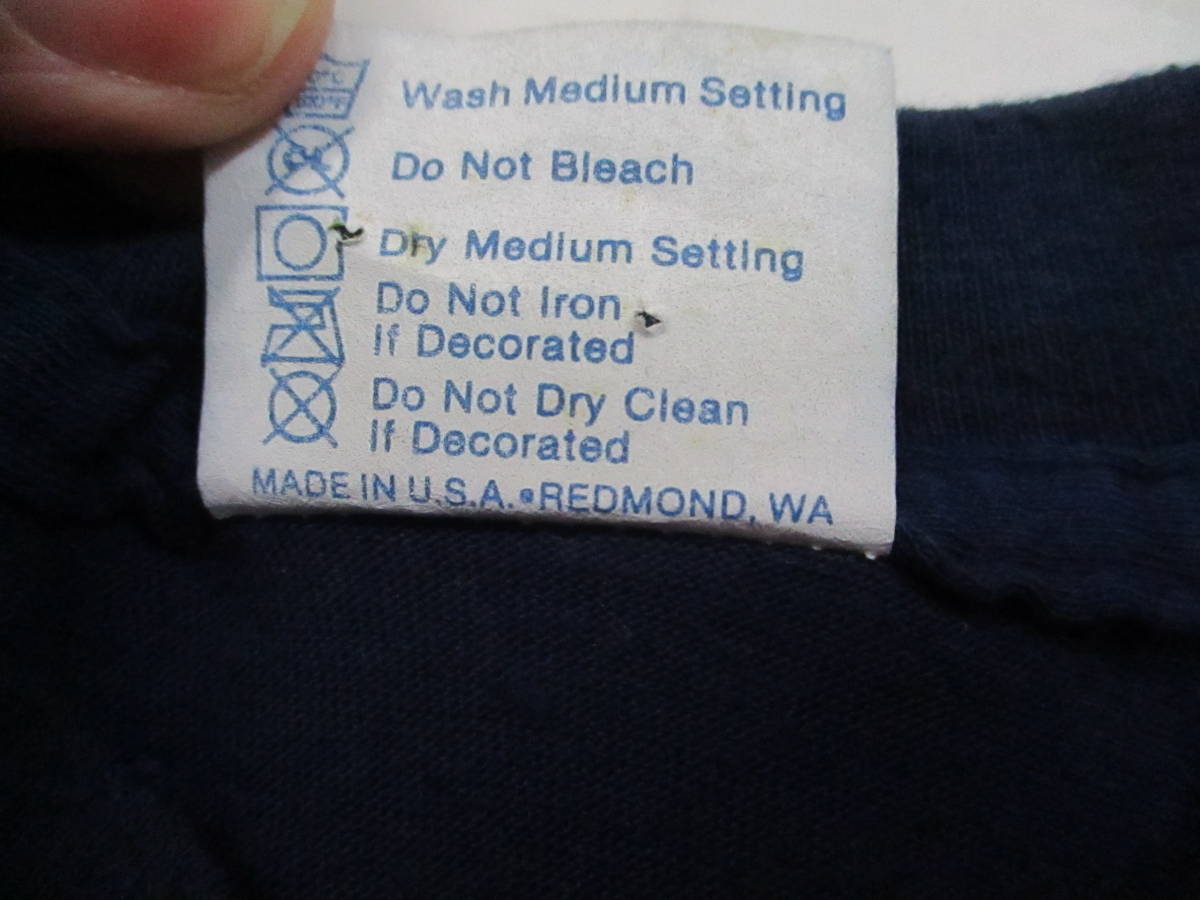 Wash Medium Setting
Do Not Bleach
Dry Medium Setting
Do Not Iron
If Decorated
Do Not Dry Clean
If Decorated
MADE IN U.S.A.•REDMOND, WA